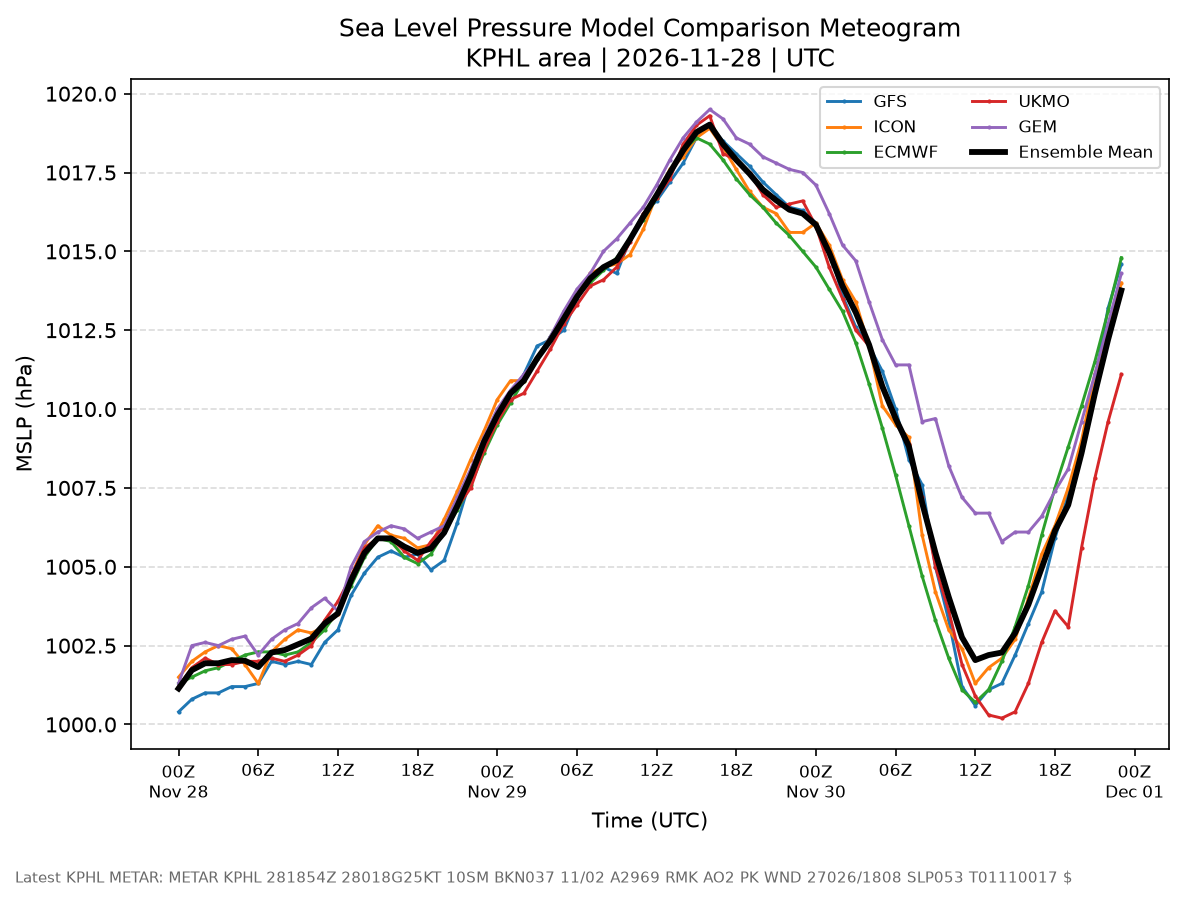 Sea Level Pressure Model Comparison Meteogram
KPHL area | 2026-11-28 | UTC
GFS
ICON
ECMWF
UKMO
GEM
Ensemble Mean
MSLP (hPa)
1020.0
1017.5
1015.0
1012.5
1010.0
1007.5
1005.0
1002.5
1000.0
00Z 06Z 12Z 18Z 00Z 06Z 12Z 18Z 00Z 06Z 12Z 18Z 00Z
Nov 28 Nov 29 Nov 30 Dec 01
Time (UTC)
Latest KPHL METAR: METAR KPHL 281854Z 28018G25KT 10SM BKN037 11/02 A2969 RMK AO2 PK WND 27026/1808 SLP053 T01110017 $